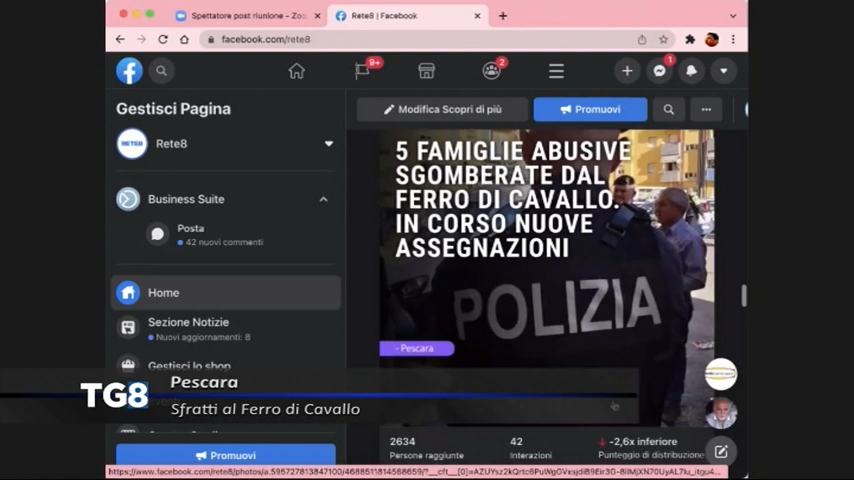 Spettatore post riunione - Zoo
Rete8 | Facebook
facebook.com/rete8
9+
2
1
Gestisci Pagina
Modifica Scopri di più
Promuovi
RETE8
Rete8
Business Suite
Posta
42 nuovi commenti
Home
Sezione Notizie
Nuovi aggiornamenti: 8
Gestisci lo shop
5 FAMIGLIE ABUSIVE
SGOMBERATE DAL
FERRO DI CAVALLO.
IN CORSO NUOVE
ASSEGNAZIONI
POLIZIA
- Pescara
TG8
Pescara
Sfratti al Ferro di Cavallo
Promuovi
2634
Persone raggiunte
42
Interazioni
-2,6x inferiore
Punteggio di distribuzione